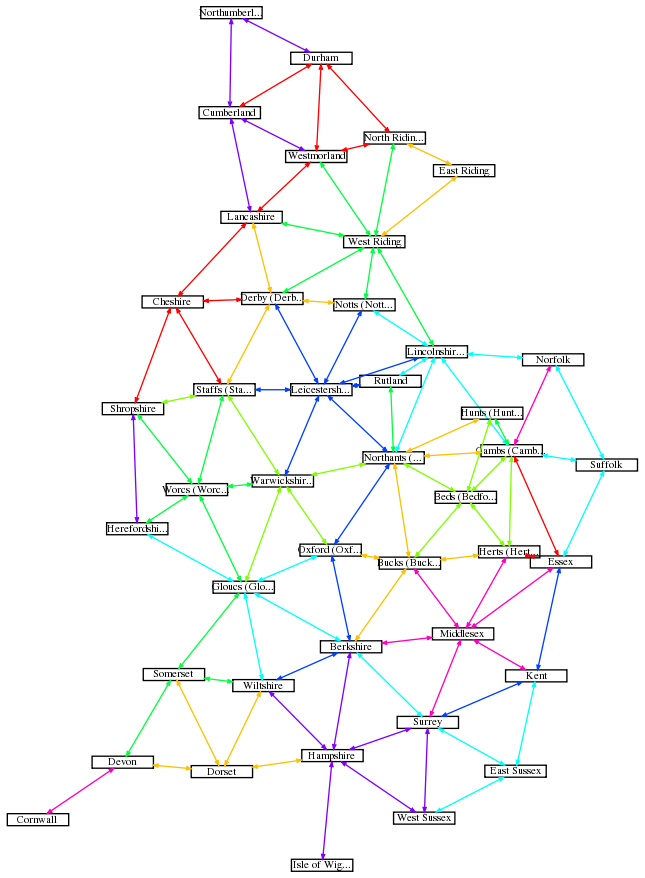 Northumberl...
Durham
Cumberland
North Ridin...
Westmorland
East Riding
Lancashire
West Riding
Derby (Derb...
Cheshire
Notts (Nott...
Lincolnshir...
Norfolk
Rutland
Staffs (Sta...
Leicestersh...
Shropshire
Hunts (Hunt...
Cambs (Camb...
Northants (...
Suffolk
Warwickshir...
Worcs (Worc...
Beds (Bedfo...
Herefordshi...
Oxford (Oxf...
Herts (Hert...
Bucks (Buck...
Essex
Gloucs (Glo...
Middlesex
Berkshire
Somerset
Kent
Wiltshire
Surrey
Hampshire
Devon
Dorset
East Sussex
Cornwall
West Sussex
Isle of Wig...